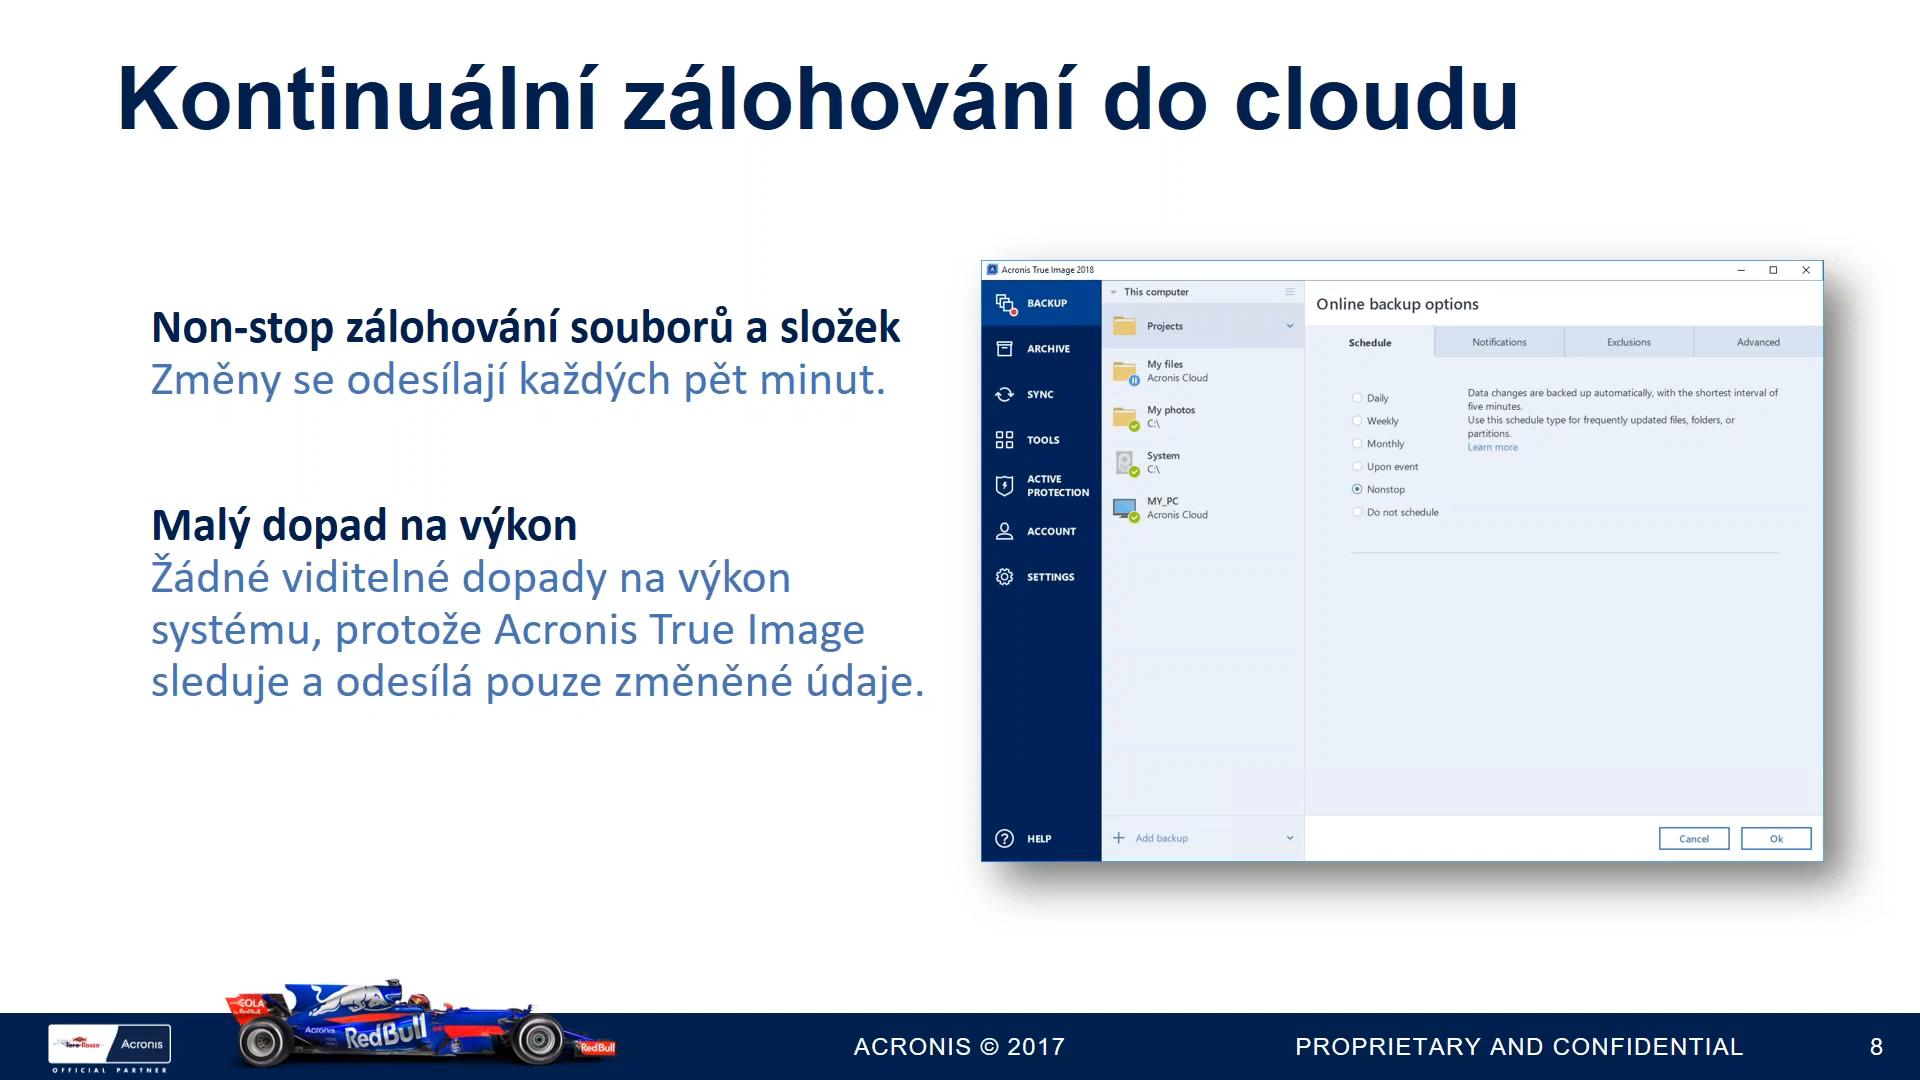 Kontinuální zálohování do cloudu
Non-stop zálohování souborů a složek
Změny se odesílají každých pět minut.
Malý dopad na výkon
Žádné viditelné dopady na výkon
systému, protože Acronis True Image
sleduje a odesílá pouze změněné údaje.
Acronis True Image 2018
BACKUP
ARCHIVE
SYNC
TOOLS
ACTIVE
PROTECTION
ACCOUNT
SETTINGS
HELP
This computer
Projects
My files
Acronis Cloud
My photos
C:\
System
C:\
MY_PC
Acronis Cloud
Add backup
Online backup options
Schedule
Notifications
Exclusions
Advanced
Daily
Weekly
Monthly
Upon event
Nonstop
Do not schedule
Data changes are backed up automatically, with the shortest interval of
five minutes.
Use this schedule type for frequently updated files, folders, or
partitions.
Learn more
Cancel
Ok
Toro Rosso
Acronis
OFFICIAL PARTNER
COLA
Acronis
RedBull
RedBull
ACRONIS © 2017
PROPRIETARY AND CONFIDENTIAL
8